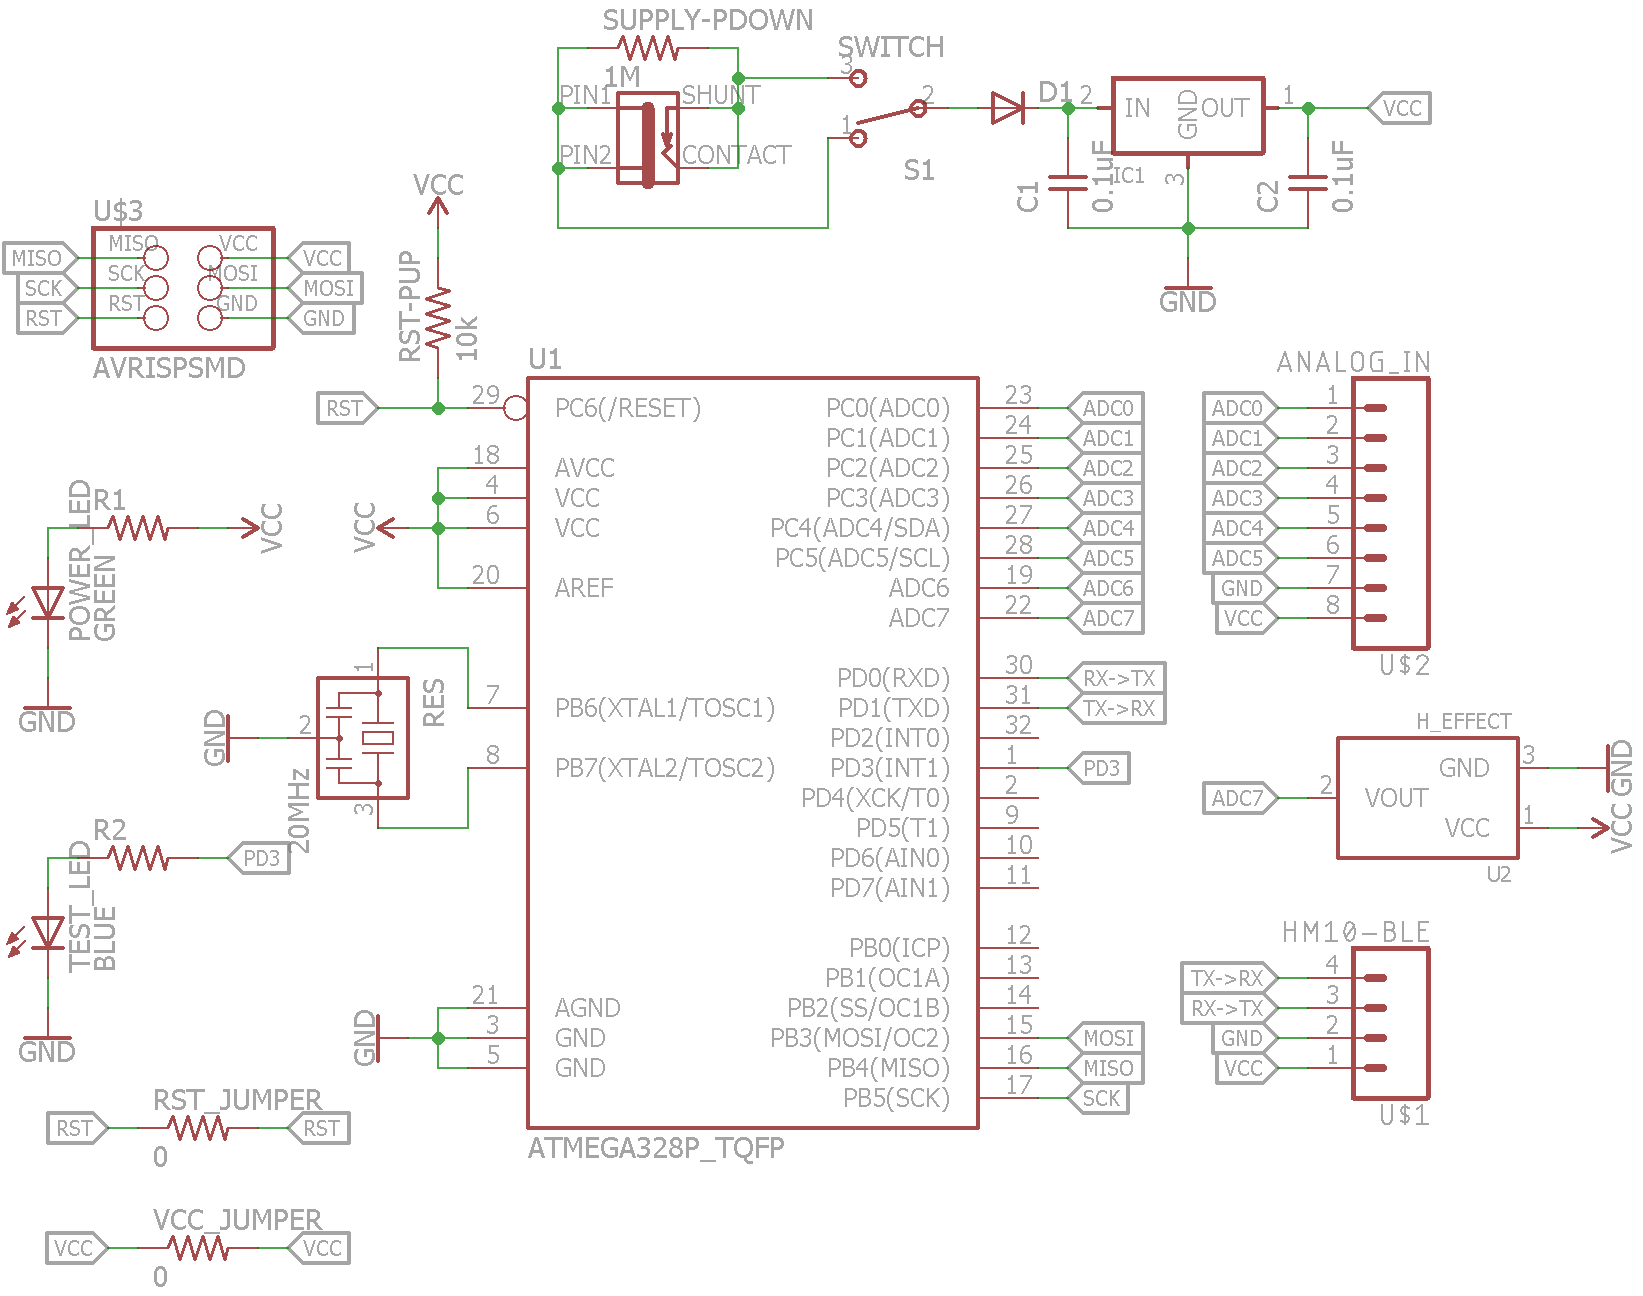 SUPPLY-PDOWN
1M
PIN1
SHUNT
PIN2
CONTACT
SWITCH
3
2
1
S1
D1
2
IN
GND
OUT
1
VCC
3
IC1
C1
0.1uF
C2
0.1uF
GND
U$3
MISO
MISO
VCC
VCC
SCK
SCK
MOSI
MOSI
RST
RST
GND
GND
AVRISPSMD
VCC
RST-PUP
10k
RST
U1
29
PC6(/RESET)
18
AVCC
4
VCC
VCC
6
VCC
20
AREF
7
PB6(XTAL1/TOSC1)
8
PB7(XTAL2/TOSC2)
21
AGND
GND
3
GND
5
GND
PC0(ADC0)
23
ADC0
PC1(ADC1)
24
ADC1
PC2(ADC2)
25
ADC2
PC3(ADC3)
26
ADC3
PC4(ADC4/SDA)
27
ADC4
PC5(ADC5/SCL)
28
ADC5
ADC6
19
ADC6
ADC7
22
ADC7
PD0(RXD)
30
RX->TX
PD1(TXD)
31
TX->RX
PD2(INT0)
32
PD3(INT1)
1
PD3
PD4(XCK/T0)
2
PD5(T1)
9
PD6(AIN0)
10
PD7(AIN1)
11
PB0(ICP)
12
PB1(OC1A)
13
PB2(SS/OC1B)
14
PB3(MOSI/OC2)
15
MOSI
PB4(MISO)
16
MISO
PB5(SCK)
17
SCK
ATMEGA328P_TQFP
R1
POWER_LED
GREEN
VCC
GND
1
2
3
GND
RES
20MHz
R2
TEST_LED
BLUE
PD3
GND
RST_JUMPER
RST
RST
0
VCC_JUMPER
VCC
VCC
0
ANALOG_IN
ADC0
1
ADC1
2
ADC2
3
ADC3
4
ADC4
5
ADC5
6
GND
7
VCC
8
U$2
H_EFFECT
GND
3
GND
ADC7
2
VOUT
VCC
1
VCC
U2
HM10-BLE
TX->RX
4
RX->TX
3
GND
2
VCC
1
U$1